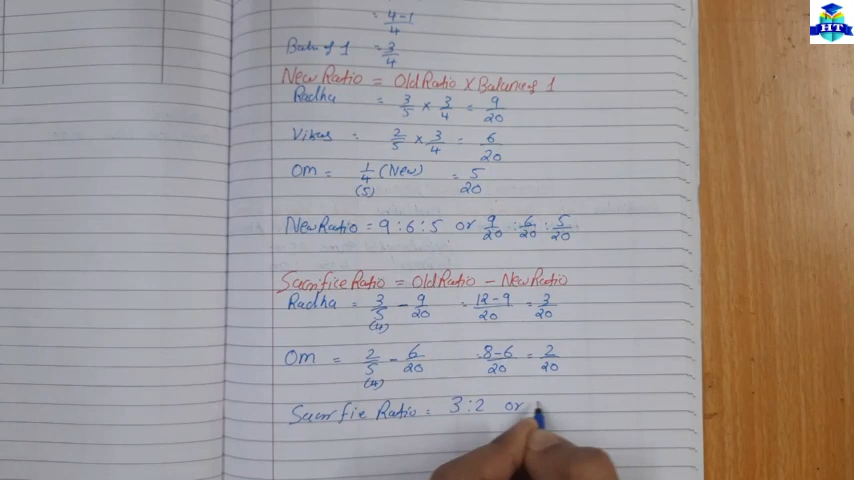 = 4-1/4
Baln of 1 = 3/4
New Ratio = Old Ratio × Balance of 1
Radha = 3/5 × 3/4 = 9/20
Vikas = 2/5 × 3/4 = 6/20
Om = 1/4 (New) = 5/20
(5)
New Ratio = 9:6:5 or 9/20 : 6/20 : 5/20
Sacrifice Ratio = Old Ratio - New Ratio
Radha = 3/5 - 9/20 = 12-9/20 = 3/20
(4)
Om = 2/5 - 6/20 = 8-6/20 = 2/20
(4)
Sacrifie Ratio = 3:2 or
HT